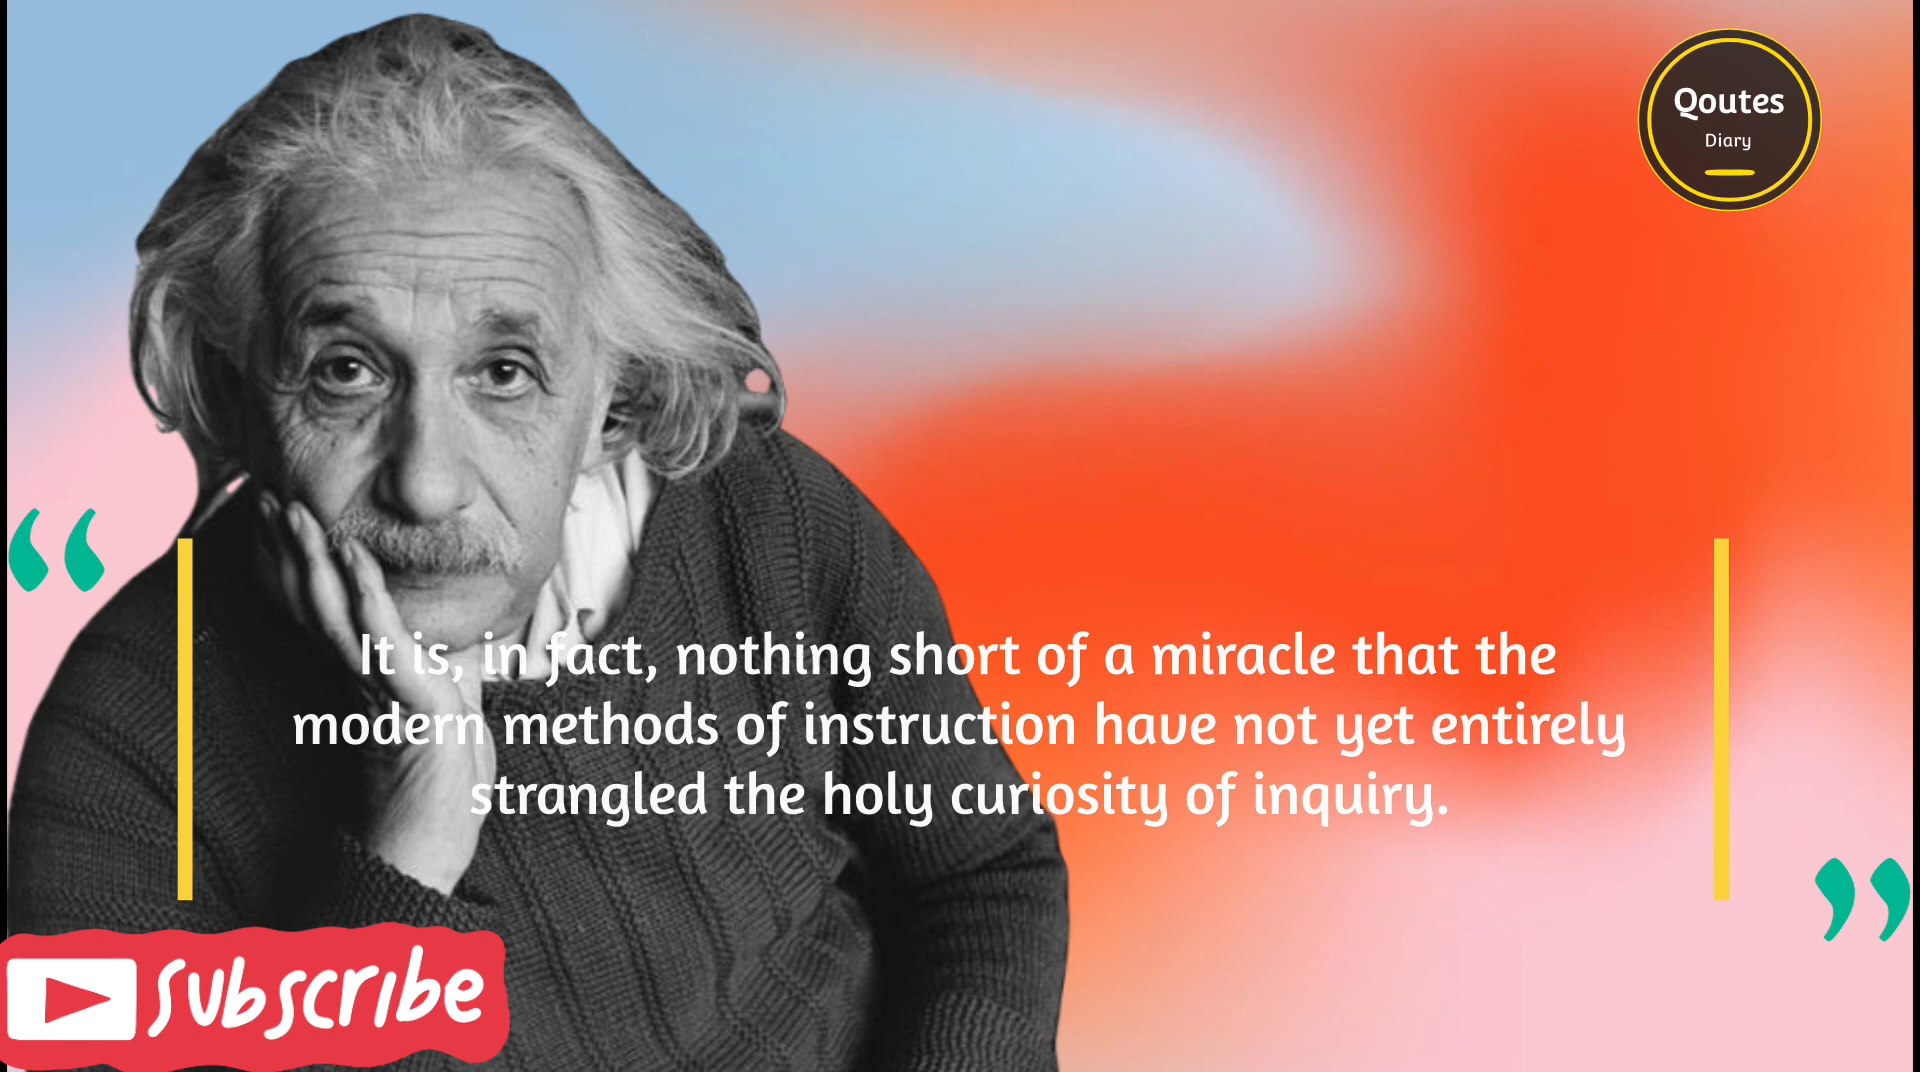 Qoutes
Diary
It is, in fact, nothing short of a miracle that the
modern methods of instruction have not yet entirely
strangled the holy curiosity of inquiry.
Subscribe